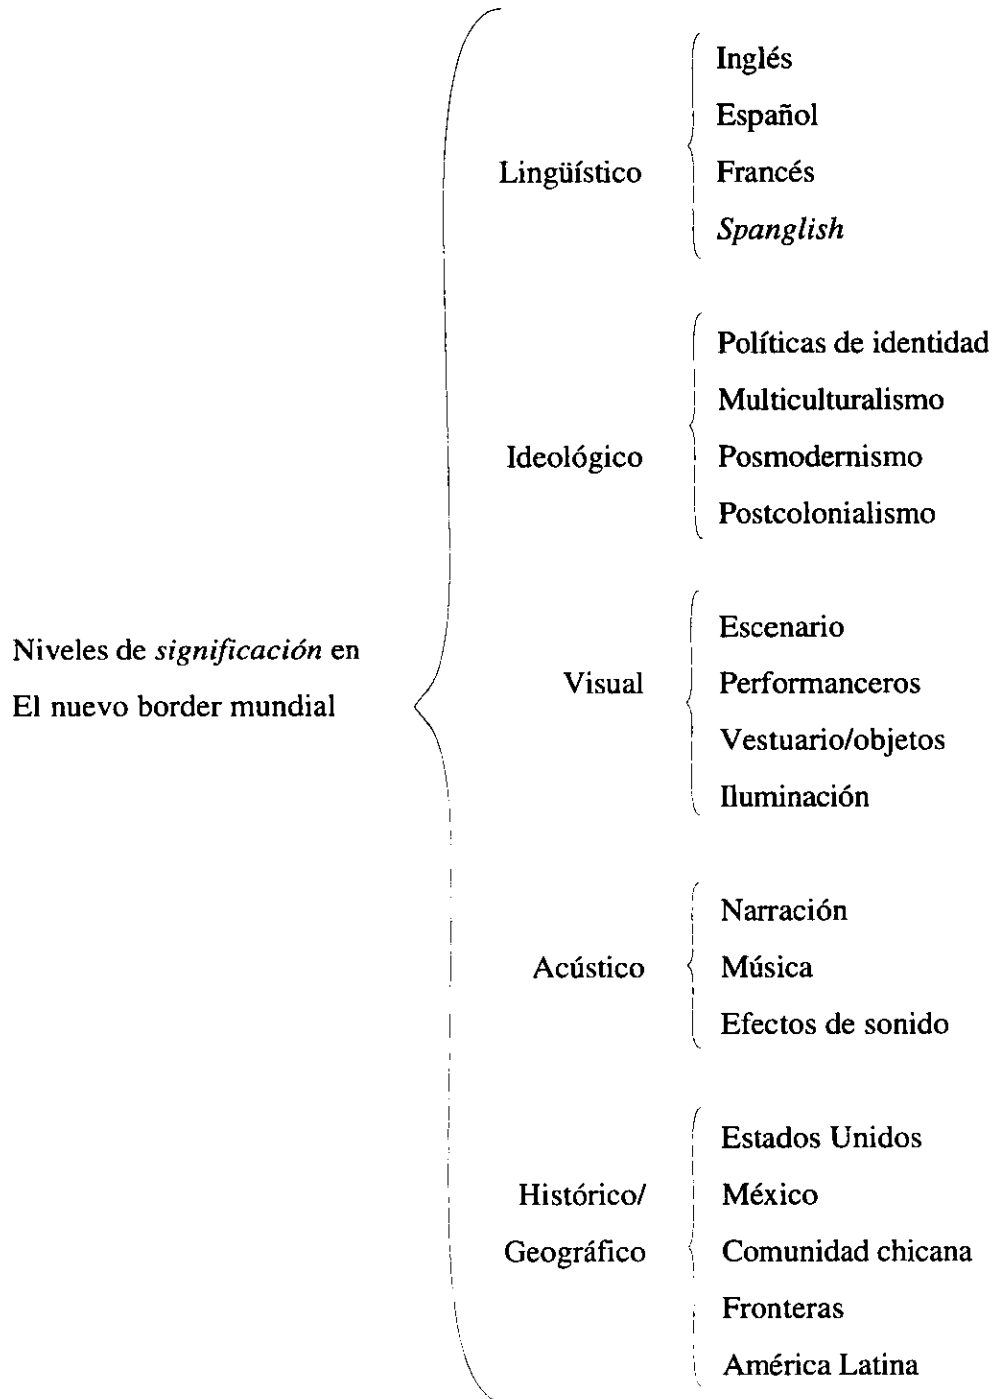 Niveles de significación en
El nuevo border mundial
Lingüístico
Inglés
Español
Francés
Spanglish
Ideológico
Políticas de identidad
Multiculturalismo
Posmodernismo
Postcolonialismo
Visual
Escenario
Performanceros
Vestuario/objetos
Iluminación
Acústico
Narración
Música
Efectos de sonido
Histórico/
Geográfico
Estados Unidos
México
Comunidad chicana
Fronteras
América Latina